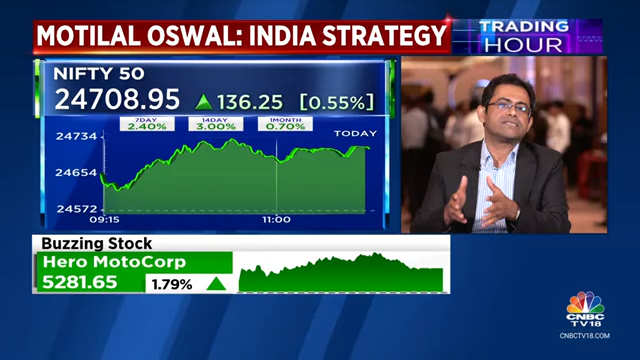 MOTILAL OSWAL: INDIA STRATEGY
TRADING
HOUR
NIFTY 50
24708.95 ▲ 136.25 [0.55%]
7DAY 14DAY 1MONTH
2.40% 3.00% 0.70%
TODAY
24734
24654
24572
09:15 11:00
Buzzing Stock
Hero MotoCorp
5281.65 1.79% ▲
CNBC
TV18
CNBCTV18.COM